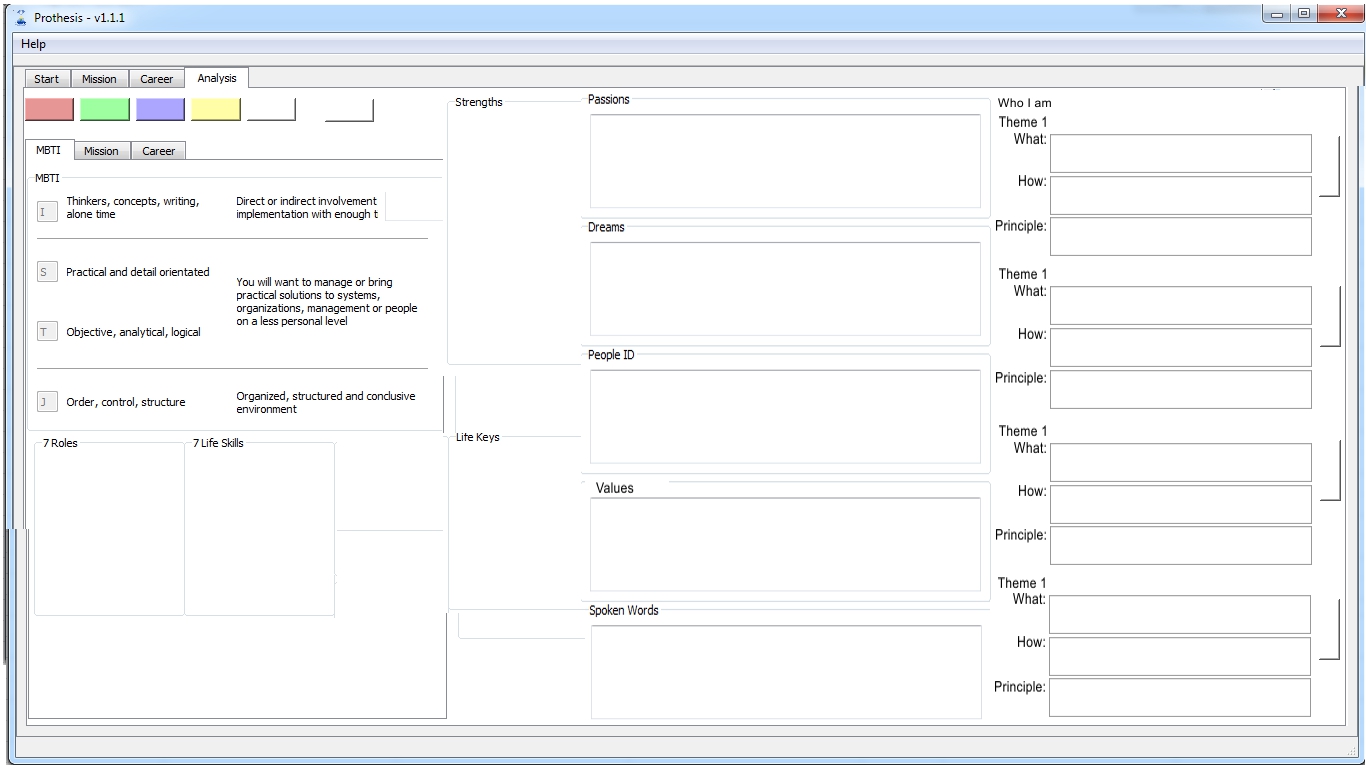 Prothesis - v1.1.1
Help
Start
Mission
Career
Analysis
MBTI
Mission
Career
MBTI
I
Thinkers, concepts, writing,
alone time
Direct or indirect involvement
implementation with enough t
S
Practical and detail orientated
You will want to manage or bring
practical solutions to systems,
organizations, management or people
on a less personal level
T
Objective, analytical, logical
J
Order, control, structure
Organized, structured and conclusive
environment
7 Roles
7 Life Skills
Strengths
Life Keys
Passions
Dreams
People ID
Values
Spoken Words
Who I am
Theme 1
What:
How:
Principle:
Theme 1
What:
How:
Principle:
Theme 1
What:
How:
Principle:
Theme 1
What:
How:
Principle: